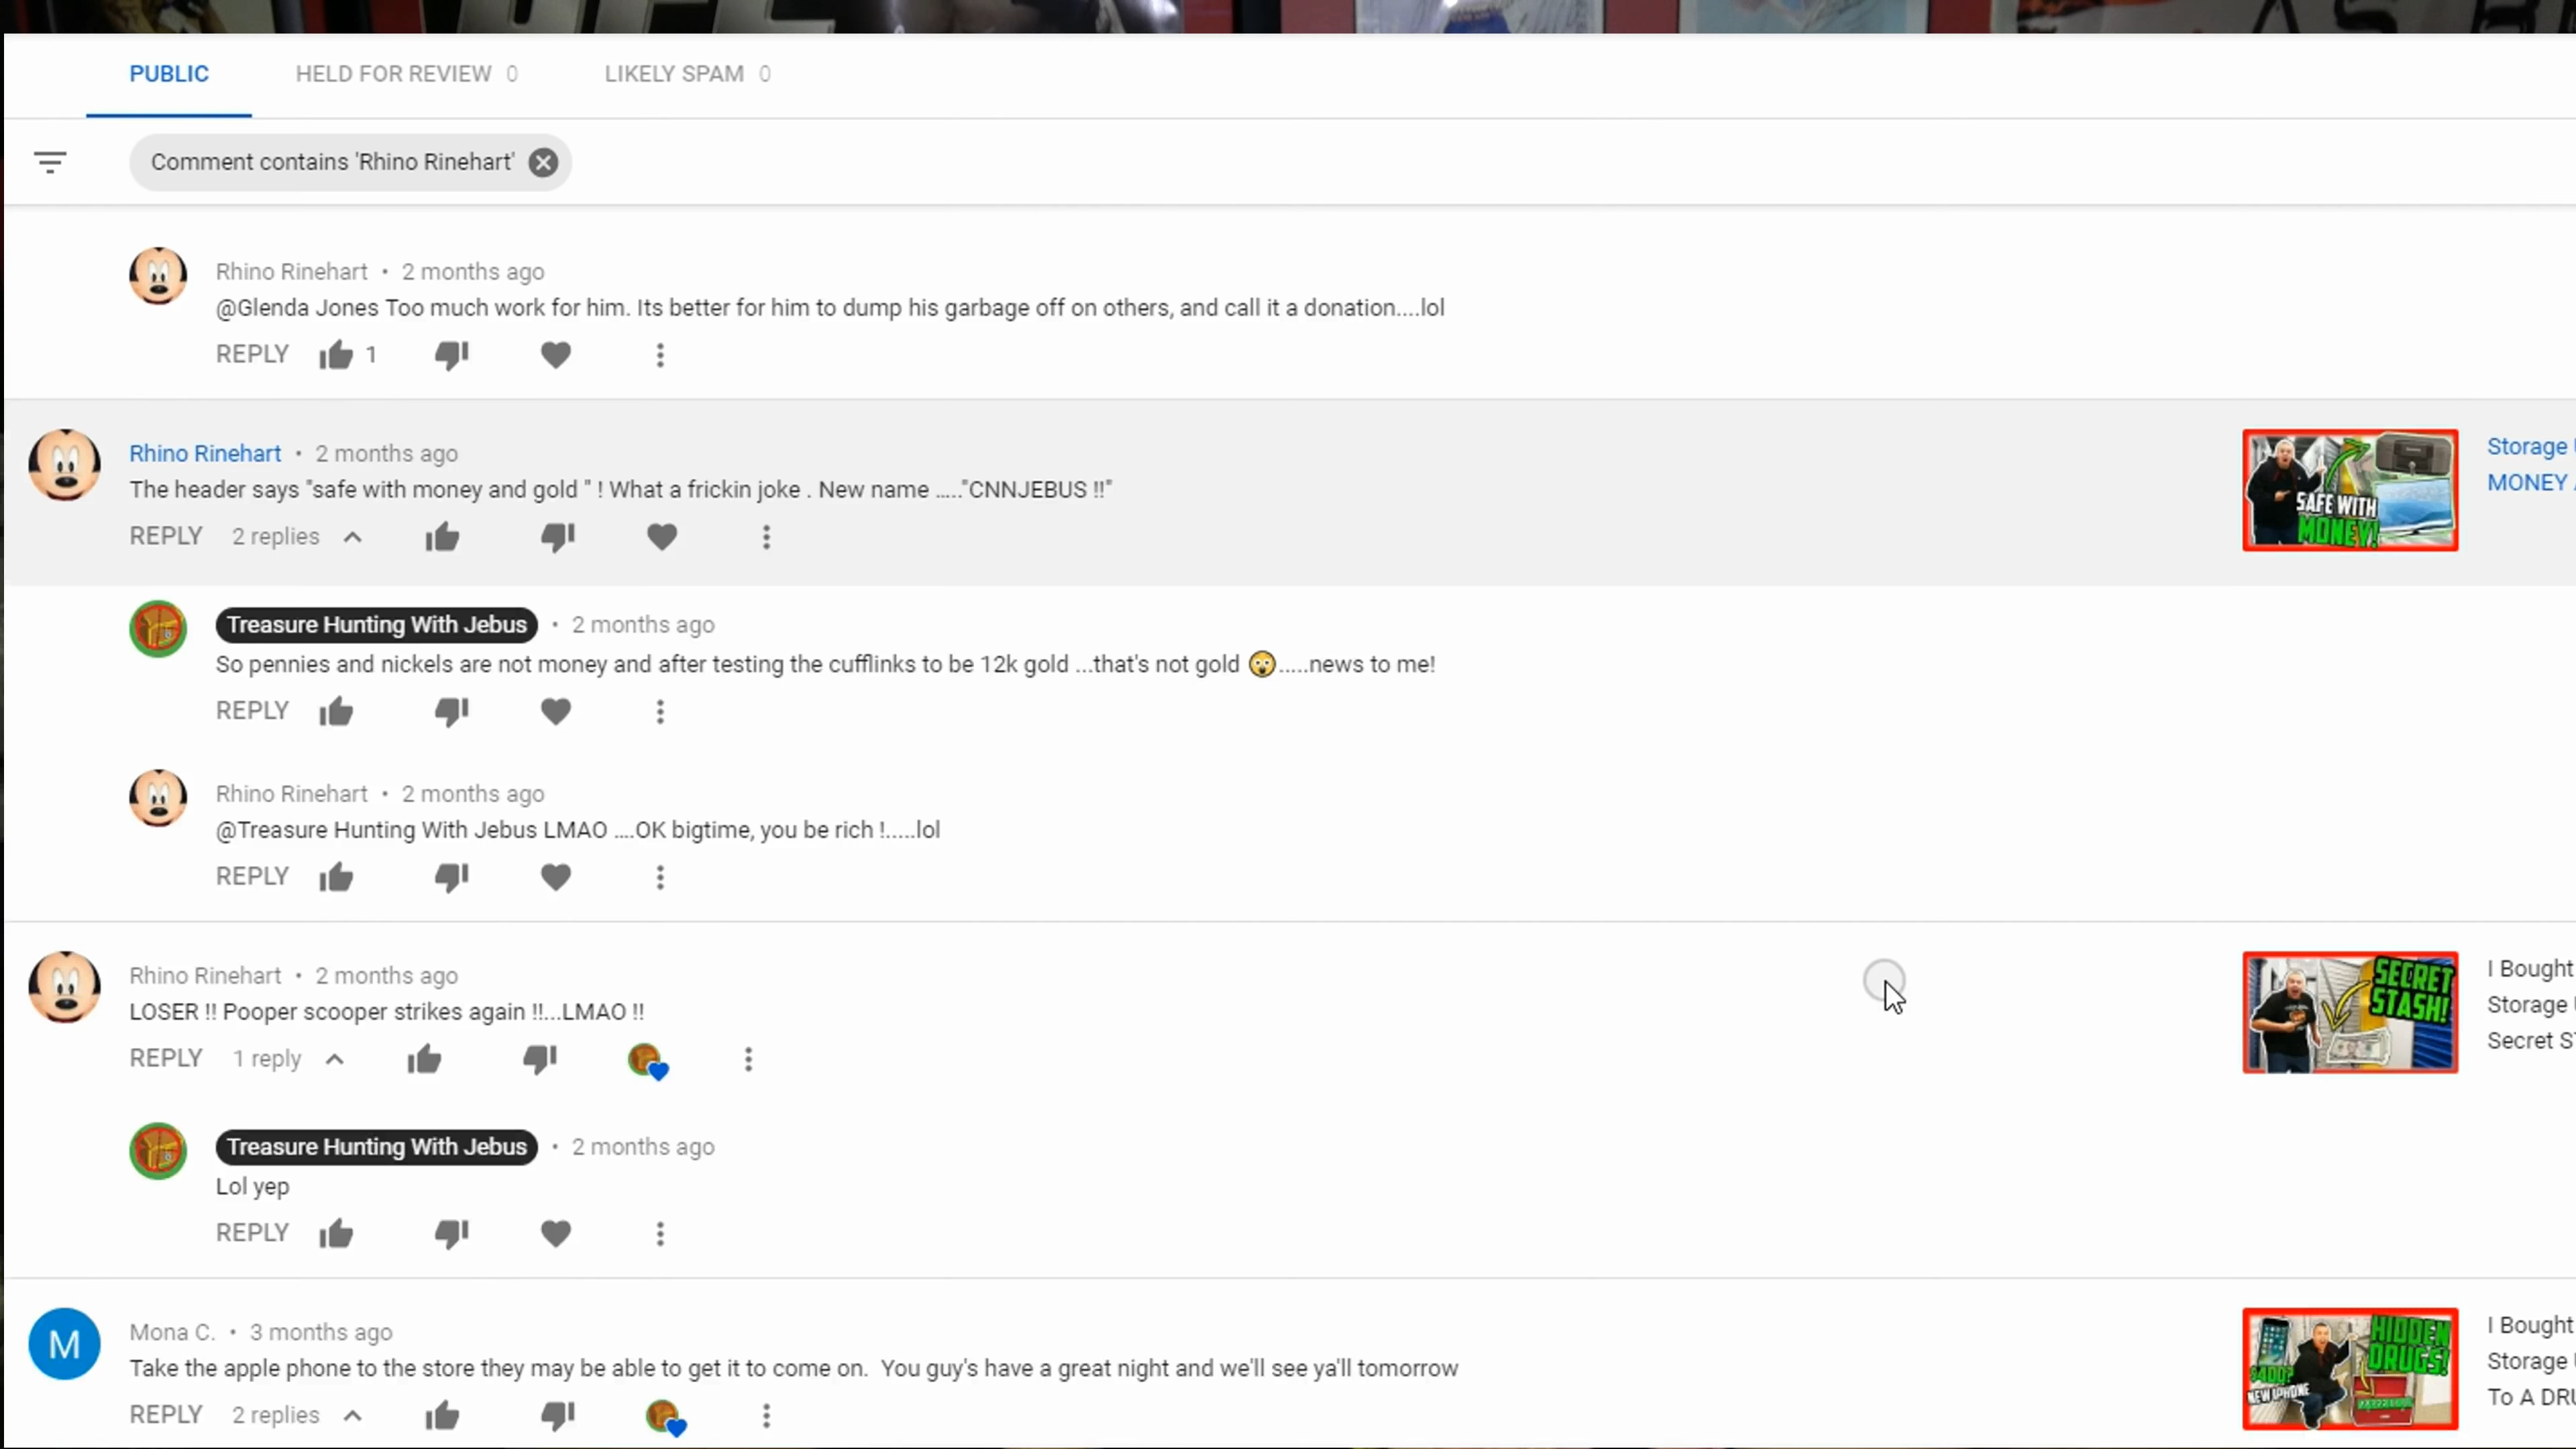 PUBLIC
HELD FOR REVIEW 0
LIKELY SPAM 0
Comment contains 'Rhino Rinehart'
Rhino Rinehart • 2 months ago
@Glenda Jones Too much work for him. Its better for him to dump his garbage off on others, and call it a donation....lol
REPLY 1
Rhino Rinehart • 2 months ago
The header says "safe with money and gold " ! What a frickin joke . New name ....."CNNJEBUS !!"
REPLY 2 replies
SAFE WITH
MONEY!
Storage
MONEY
Treasure Hunting With Jebus • 2 months ago
So pennies and nickels are not money and after testing the cufflinks to be 12k gold ...that's not gold 😲.....news to me!
REPLY
Rhino Rinehart • 2 months ago
@Treasure Hunting With Jebus LMAO ....OK bigtime, you be rich !.....lol
REPLY
Rhino Rinehart • 2 months ago
LOSER !! Pooper scooper strikes again !!...LMAO !!
REPLY 1 reply
SECRET
STASH!
I Bought
Storage
Secret
Treasure Hunting With Jebus • 2 months ago
Lol yep
REPLY
M
Mona C. • 3 months ago
Take the apple phone to the store they may be able to get it to come on.  You guy's have a great night and we'll see ya'll tomorrow
REPLY 2 replies
HIDDEN
DRUGS!
$400?
NEW IPHONE
I Bought
Storage
To A DRU